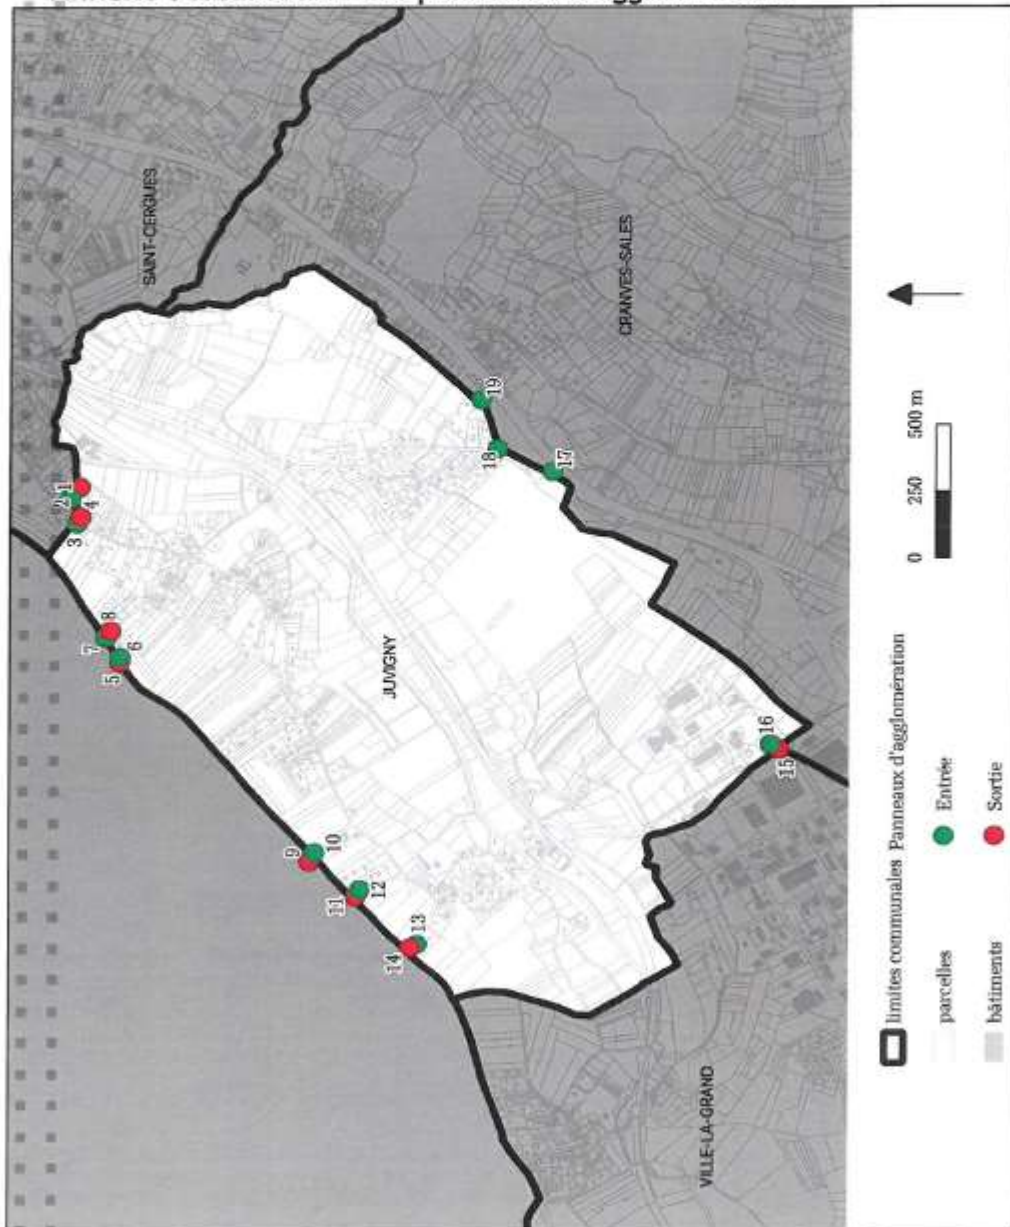 SAINT-CERGUES
CRANVES-SALES
JUVIGNY
VILLE-LA-GRAND
1
2
3
4
5
6
7
8
9
10
11
12
13
14
15
16
17
18
19
limites communales
parcelles
bâtiments
Panneaux d'agglomération
Entrée
Sortie
0 250 500 m